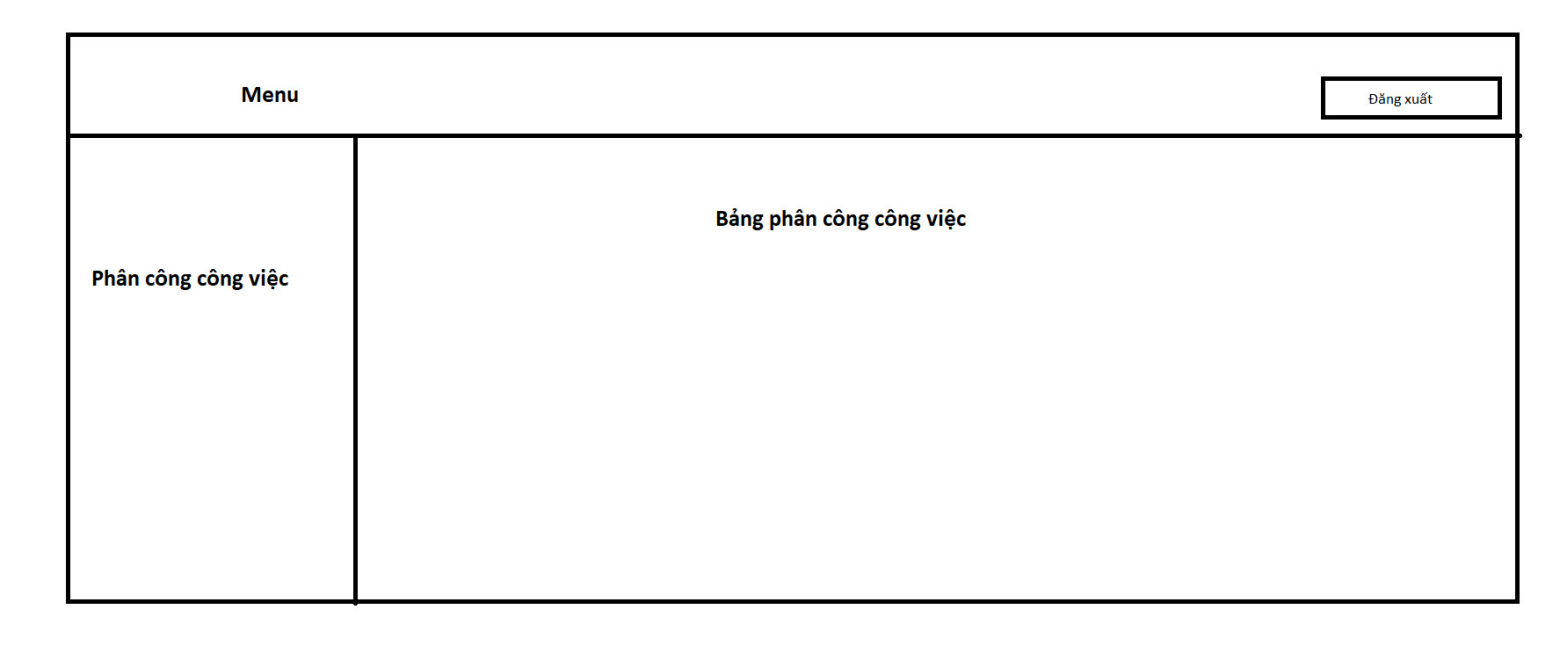 Menu
Đăng xuất
Bảng phân công công việc
Phân công công việc